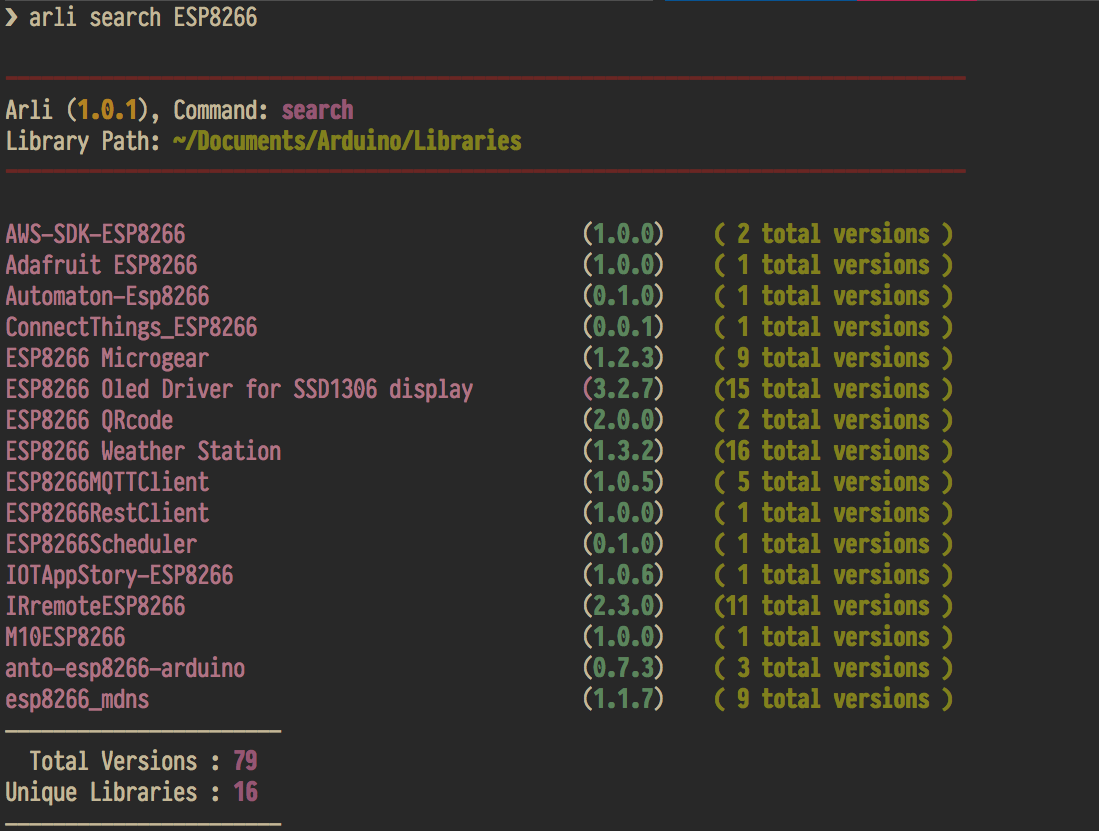 ❯ arli search ESP8266
Arli (1.0.1), Command: search
Library Path: ~/Documents/Arduino/Libraries
AWS-SDK-ESP8266 (1.0.0) ( 2 total versions )
Adafruit ESP8266 (1.0.0) ( 1 total versions )
Automaton-Esp8266 (0.1.0) ( 1 total versions )
ConnectThings_ESP8266 (0.0.1) ( 1 total versions )
ESP8266 Microgear (1.2.3) ( 9 total versions )
ESP8266 Oled Driver for SSD1306 display (3.2.7) (15 total versions )
ESP8266 QRcode (2.0.0) ( 2 total versions )
ESP8266 Weather Station (1.3.2) (16 total versions )
ESP8266MQTTClient (1.0.5) ( 5 total versions )
ESP8266RestClient (1.0.0) ( 1 total versions )
ESP8266Scheduler (0.1.0) ( 1 total versions )
IOTAppStory-ESP8266 (1.0.6) ( 1 total versions )
IRremoteESP8266 (2.3.0) (11 total versions )
M10ESP8266 (1.0.0) ( 1 total versions )
anto-esp8266-arduino (0.7.3) ( 3 total versions )
esp8266_mdns (1.1.7) ( 9 total versions )
Total Versions : 79
Unique Libraries : 16